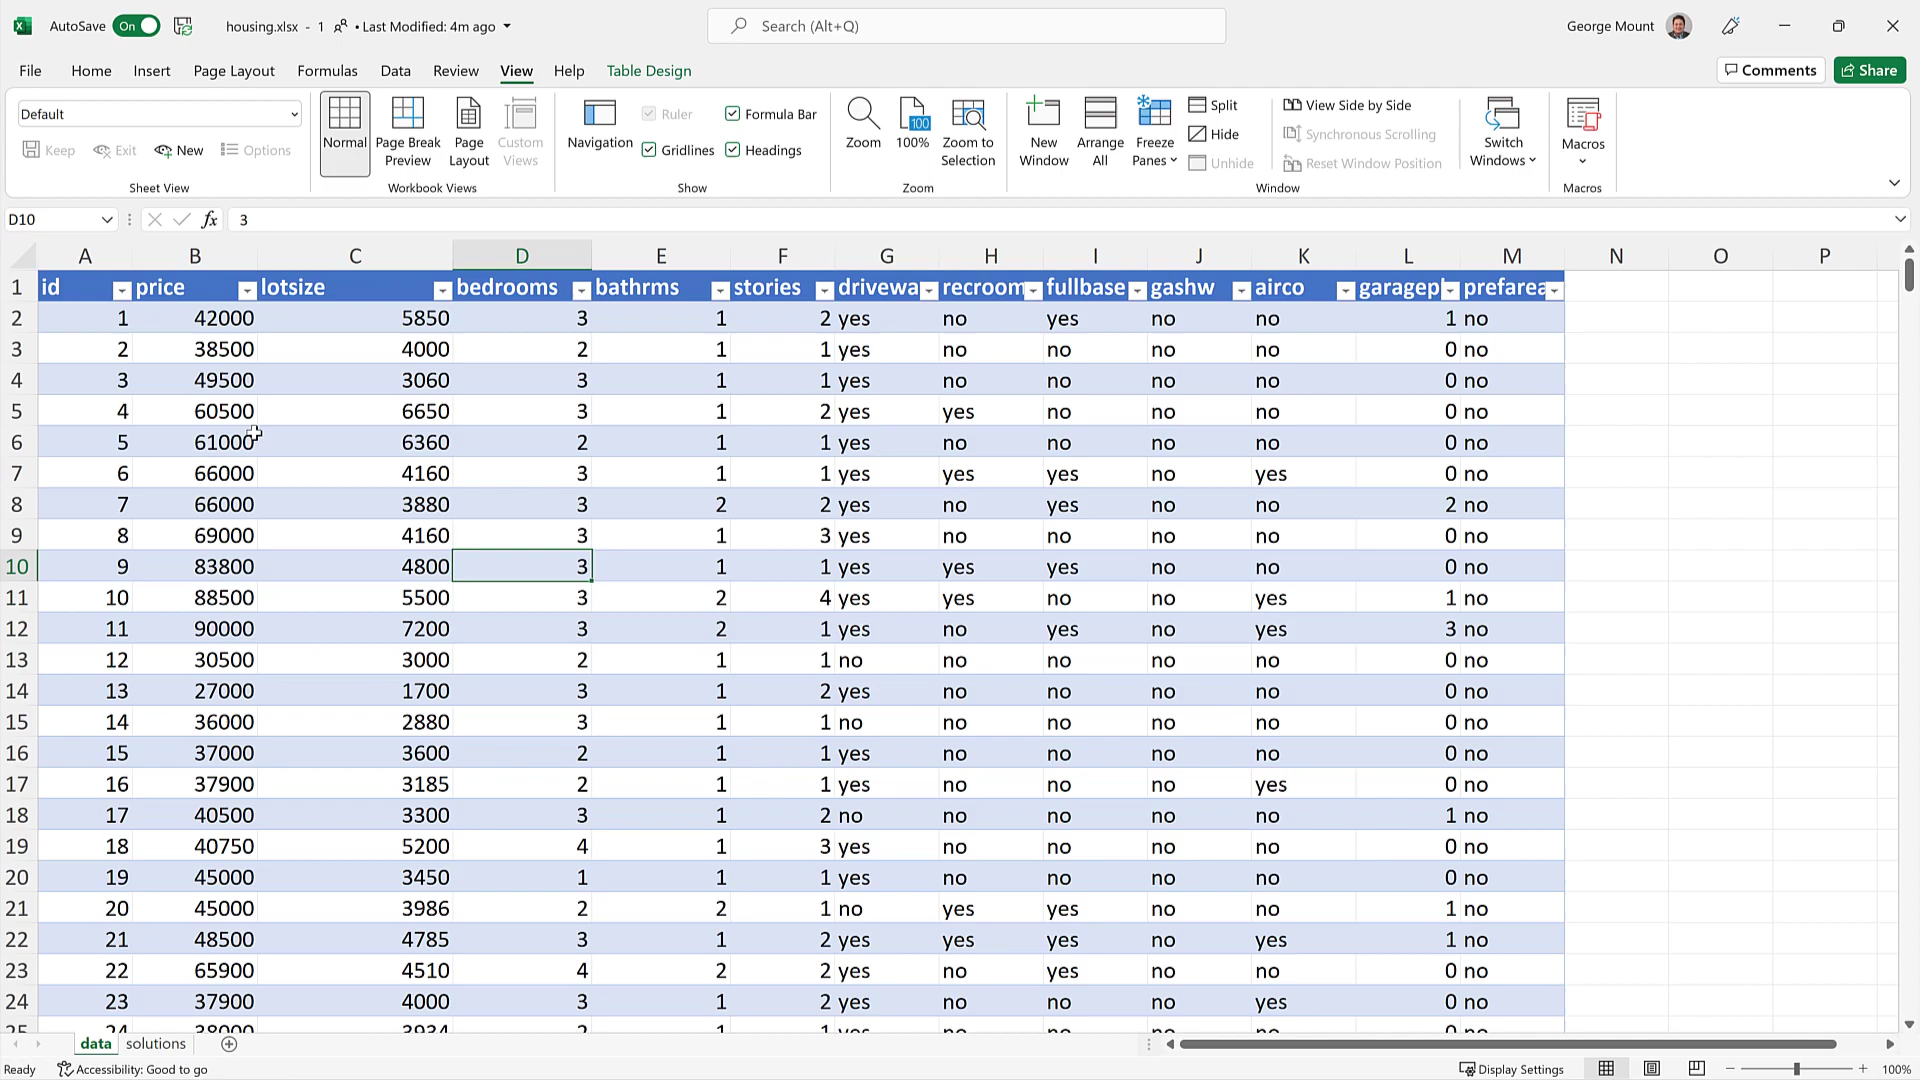 AutoSave On housing.xlsx - 1 • Last Modified: 4m ago Search (Alt+Q) George Mount
File Home Insert Page Layout Formulas Data Review View Help Table Design Comments Share
Default
Keep Exit New Options
Sheet View
Normal Page Break Preview Page Layout Custom Views
Workbook Views
Navigation Ruler Formula Bar
Gridlines Headings
Show
Zoom 100 100% Zoom to Selection
Zoom
New Window Arrange All Freeze Panes Split Hide Unhide
View Side by Side
Synchronous Scrolling
Reset Window Position
Switch Windows
Window
Macros
Macros
D10 fx 3
A B C D E F G H I J K L M N O P
1 id price lotsize bedrooms bathrms stories drivewa recroom fullbase gashw airco garagep prefarea
2 1 42000 5850 3 1 2 yes no yes no no 1 no
3 2 38500 4000 2 1 1 yes no no no no 0 no
4 3 49500 3060 3 1 1 yes no no no no 0 no
5 4 60500 6650 3 1 2 yes yes no no no 0 no
6 5 61000 6360 2 1 1 yes no no no no 0 no
7 6 66000 4160 3 1 1 yes yes yes no yes 0 no
8 7 66000 3880 3 2 2 yes no yes no no 2 no
9 8 69000 4160 3 1 3 yes no no no no 0 no
10 9 83800 4800 3 1 1 yes yes yes no no 0 no
11 10 88500 5500 3 2 4 yes yes no no yes 1 no
12 11 90000 7200 3 2 1 yes no yes no yes 3 no
13 12 30500 3000 2 1 1 no no no no no 0 no
14 13 27000 1700 3 1 2 yes no no no no 0 no
15 14 36000 2880 3 1 1 no no no no no 0 no
16 15 37000 3600 2 1 1 yes no no no no 0 no
17 16 37900 3185 2 1 1 yes no no no yes 0 no
18 17 40500 3300 3 1 2 no no no no no 1 no
19 18 40750 5200 4 1 3 yes no no no no 0 no
20 19 45000 3450 1 1 1 yes no no no no 0 no
21 20 45000 3986 2 2 1 no yes yes no no 1 no
22 21 48500 4785 3 1 2 yes yes yes no yes 1 no
23 22 65900 4510 4 2 2 yes no yes no no 0 no
24 23 37900 4000 3 1 2 yes no no no yes 0 no
25 24 38000 3934 2 1 1 yes no no no no 0 no
data solutions
Ready Accessibility: Good to go Display Settings 100%